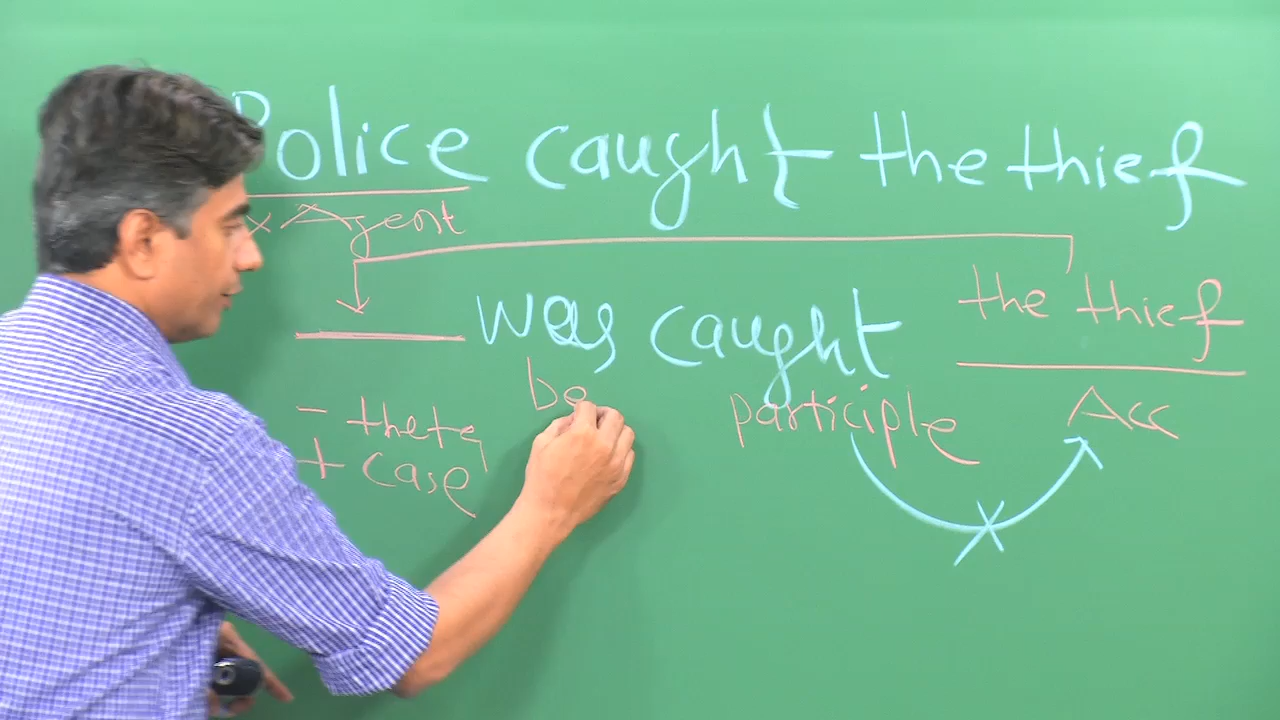 Police caught the thief
x Agent
the thief
was caught
be participle Acc
- theta
+ case